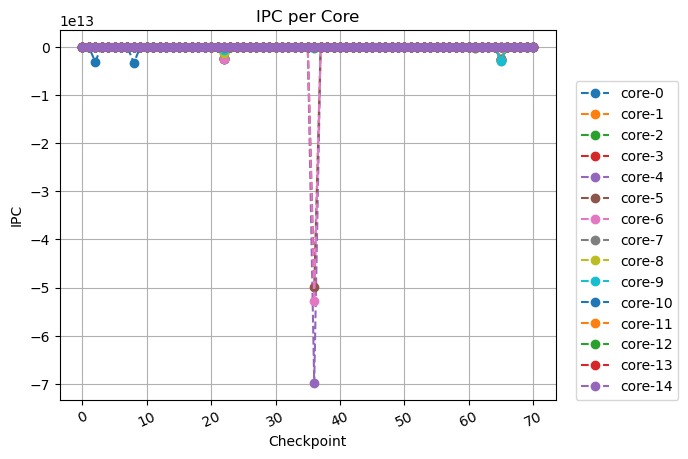 IPC per Core
1e13
0
−1
−2
−3
−4
−5
−6
−7
IPC
0
10
20
30
40
50
60
70
Checkpoint
core-0
core-1
core-2
core-3
core-4
core-5
core-6
core-7
core-8
core-9
core-10
core-11
core-12
core-13
core-14